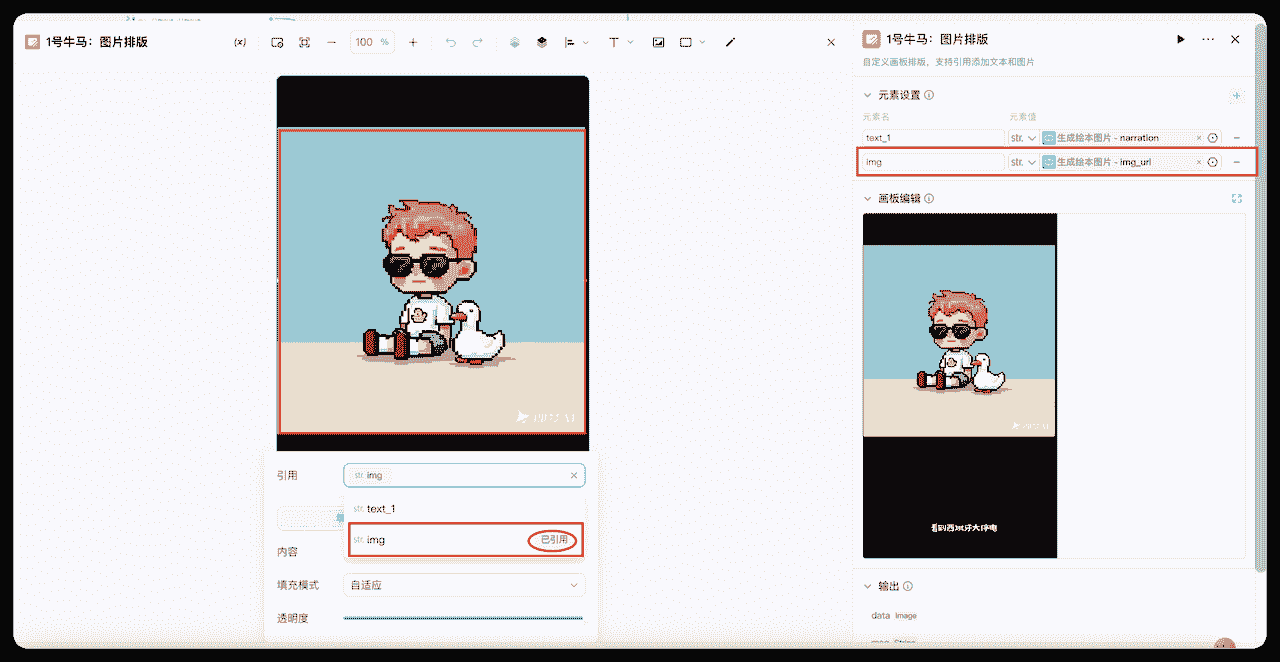 1号牛马：图片排版
(x)
100 %
T
引用
str. img
str. text_1
str. img
已引用
内容
填充模式
自适应
透明度
1号牛马：图片排版
自定义画板排版，支持引用添加文本和图片
元素设置
元素名
元素值
text_1
str.
生成绘本图片 - narration
img
str.
生成绘本图片 - img_url
画板编辑
输出
data Image
String